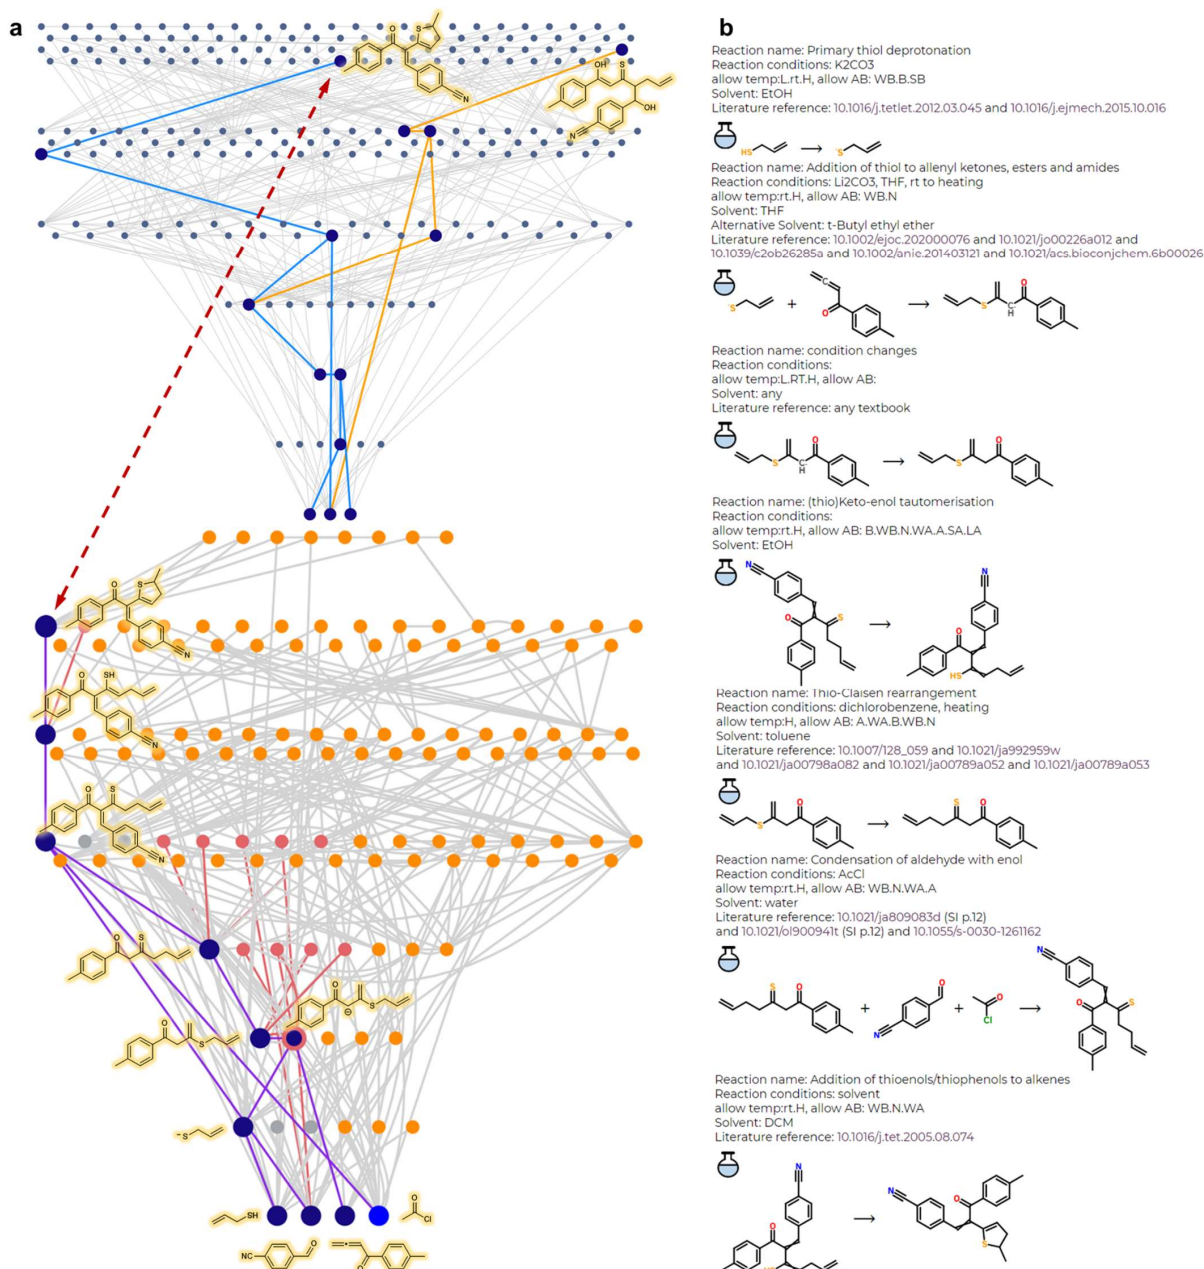 a
b
Reaction name: Primary thiol deprotonation
Reaction conditions: K2CO3
allow temp:L.rt.H, allow AB: WB.B.SB
Solvent: EtOH
Literature reference: 10.1016/j.tetlet.2012.03.045 and 10.1016/j.ejmech.2015.10.016
Reaction name: Addition of thiol to allenyl ketones, esters and amides
Reaction conditions: Li2CO3, THF, rt to heating
allow temp:rt.H, allow AB: WB.N
Solvent: THF
Alternative Solvent: t-Butyl ethyl ether
Literature reference: 10.1002/ejoc.202000076 and 10.1021/jo00226a012 and
10.1039/c2ob26285a and 10.1002/anie.201403121 and 10.1021/acs.bioconjchem.6b00026
Reaction name: condition changes
Reaction conditions:
allow temp:L.RT.H, allow AB:
Solvent: any
Literature reference: any textbook
Reaction name: (thio)Keto-enol tautomerisation
Reaction conditions:
allow temp:rt.H, allow AB: B.WB.N.WA.A.SA.LA
Solvent: EtOH
Reaction name: Thio-Claisen rearrangement
Reaction conditions: dichlorobenzene, heating
allow temp:H, allow AB: A.WA.B.WB.N
Solvent: toluene
Literature reference: 10.1007/128_059 and 10.1021/ja992959w
and 10.1021/ja00798a082 and 10.1021/ja00789a052 and 10.1021/ja00789a053
Reaction name: Condensation of aldehyde with enol
Reaction conditions: AcCl
allow temp:rt.H, allow AB: WB.N.WA.A
Solvent: water
Literature reference: 10.1021/ja809083d (SI p.12)
and 10.1021/ol900941t (SI p.12) and 10.1055/s-0030-1261162
Reaction name: Addition of thioenols/thiophenols to alkenes
Reaction conditions: solvent
allow temp:rt.H, allow AB: WB.N.WA
Solvent: DCM
Literature reference: 10.1016/j.tet.2005.08.074